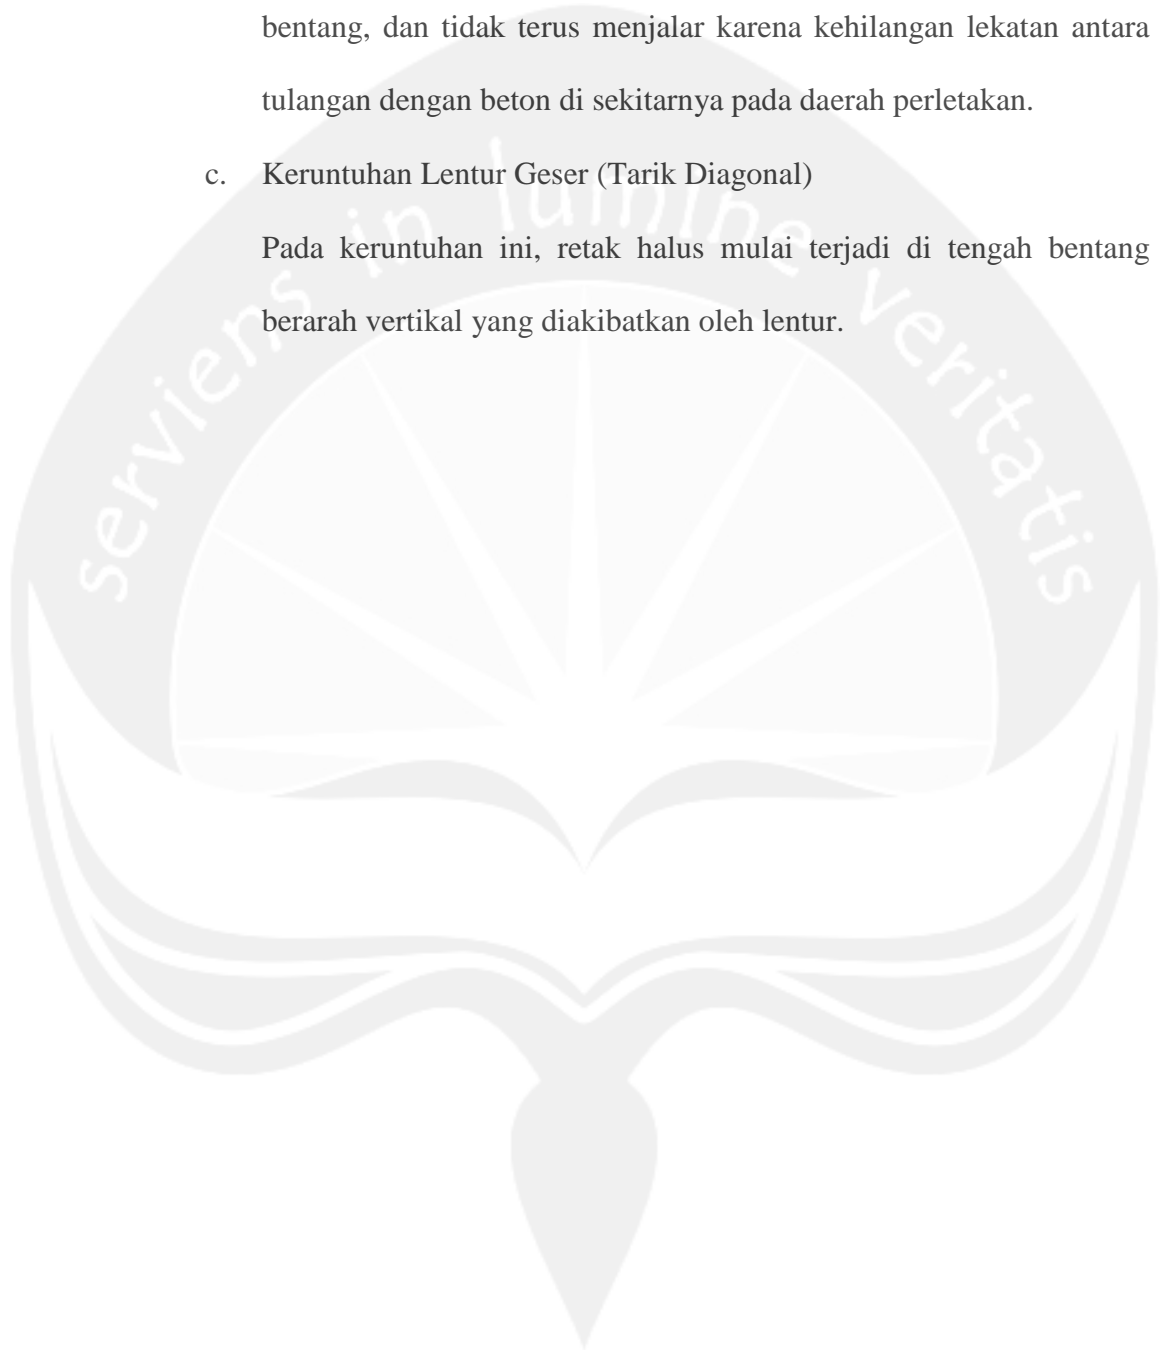 bentang, dan tidak terus menjalar karena kehilangan lekatan antara
tulangan dengan beton di sekitarnya pada daerah perletakan.
c. Keruntuhan Lentur Geser (Tarik Diagonal)
Pada keruntuhan ini, retak halus mulai terjadi di tengah bentang
berarah vertikal yang diakibatkan oleh lentur.
serviens in lumine veritatis